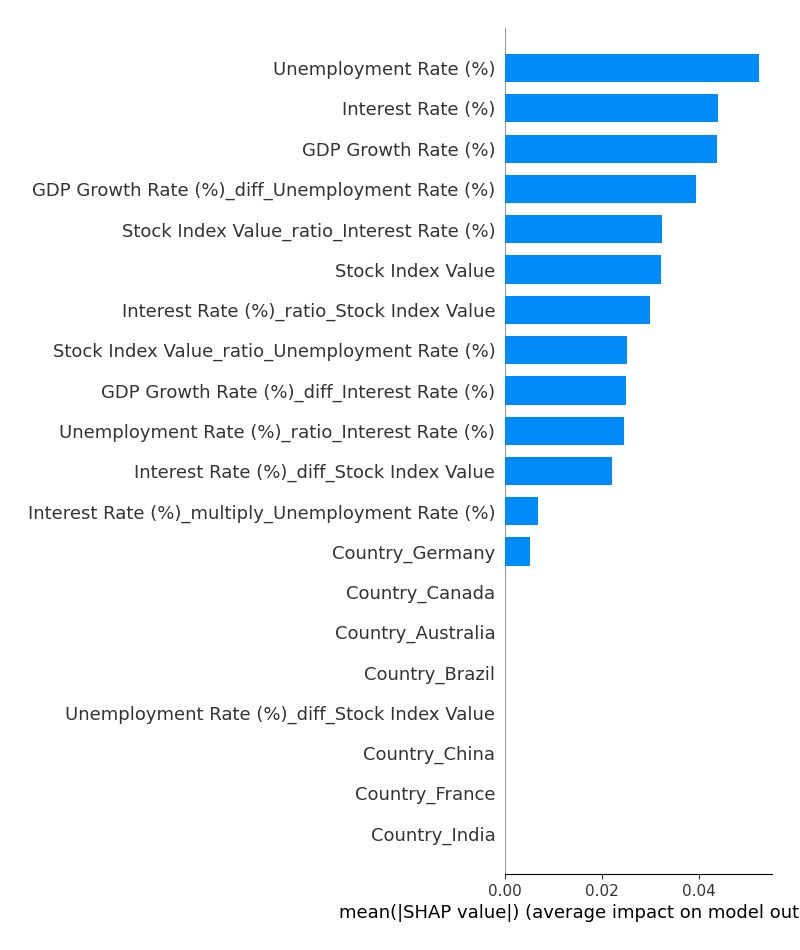 Unemployment Rate (%)
Interest Rate (%)
GDP Growth Rate (%)
GDP Growth Rate (%)_diff_Unemployment Rate (%)
Stock Index Value_ratio_Interest Rate (%)
Stock Index Value
Interest Rate (%)_ratio_Stock Index Value
Stock Index Value_ratio_Unemployment Rate (%)
GDP Growth Rate (%)_diff_Interest Rate (%)
Unemployment Rate (%)_ratio_Interest Rate (%)
Interest Rate (%)_diff_Stock Index Value
Interest Rate (%)_multiply_Unemployment Rate (%)
Country_Germany
Country_Canada
Country_Australia
Country_Brazil
Unemployment Rate (%)_diff_Stock Index Value
Country_China
Country_France
Country_India
0.00 0.02 0.04
mean(|SHAP value|) (average impact on model out